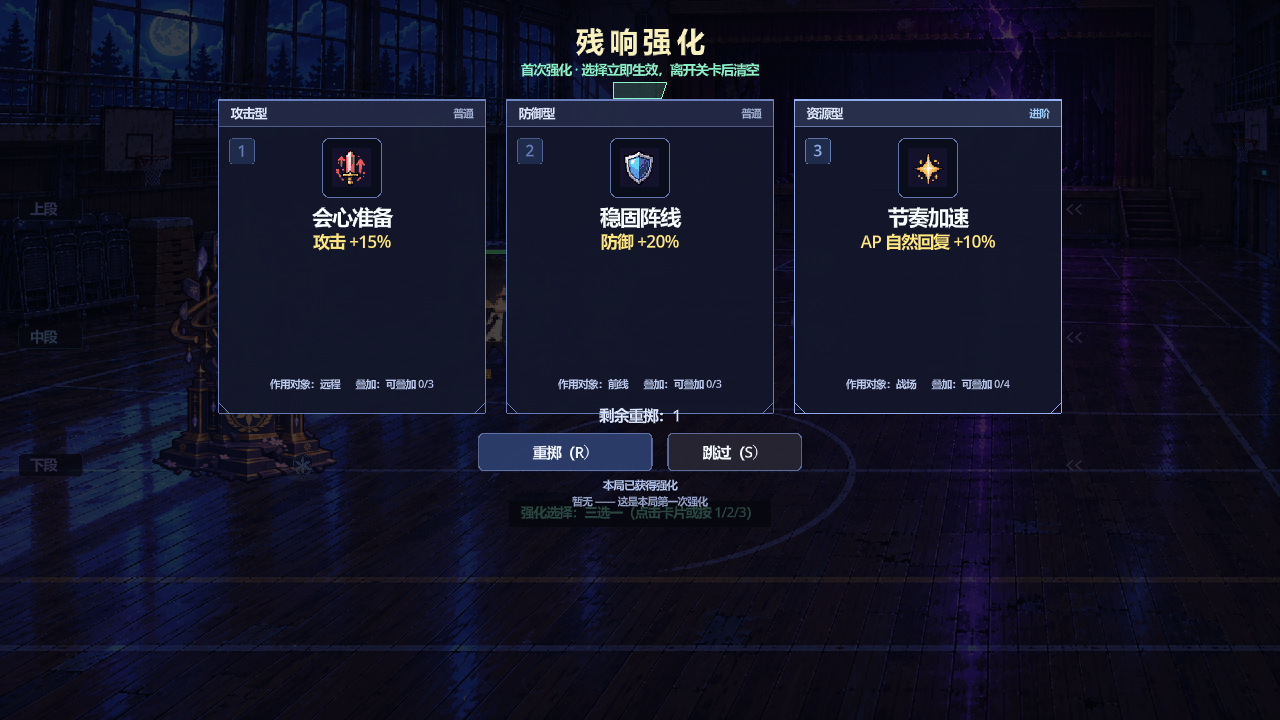 残响强化
首次强化 · 选择立即生效，离开关卡后清空
攻击型 普通
1
会心准备
攻击 +15%
作用对象：远程 叠加：可叠加 0/3
防御型 普通
2
稳固阵线
防御 +20%
作用对象：前线 叠加：可叠加 0/3
资源型 进阶
3
节奏加速
AP 自然回复 +10%
作用对象：战场 叠加：可叠加 0/4
上段
中段
下段
剩余重掷：1
重掷（R）
跳过（S）
本局已获得强化
暂无 —— 这是本局第一次强化
强化选择：三选一（点击卡片或按 1/2/3）